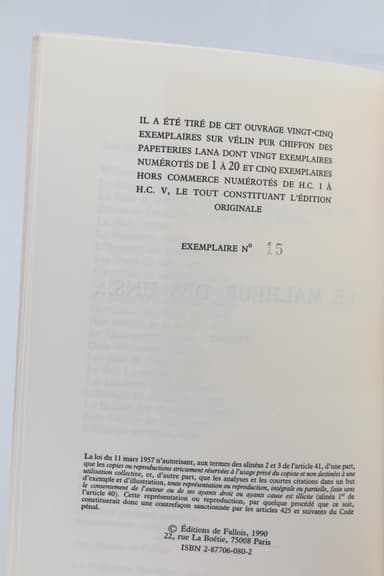 IL A ÉTÉ TIRÉ DE CET OUVRAGE VINGT-CINQ
EXEMPLAIRES SUR VÉLIN PUR CHIFFON DES
PAPETERIES LANA DONT VINGT EXEMPLAIRES
NUMÉROTÉS DE 1 À 20 ET CINQ EXEMPLAIRES
HORS COMMERCE NUMÉROTÉS DE H.C. I À
H.C. V, LE TOUT CONSTITUANT L'ÉDITION
ORIGINALE
EXEMPLAIRE N° 15
LE MALHEUR DES UNS...
La loi du 11 mars 1957 n'autorisant, aux termes des alinéas 2 et 3 de l'article 41, d'une part,
que les copies ou reproductions strictement réservées à l'usage privé du copiste et non destinées à une
utilisation collective, et, d'autre part, que les analyses et les courtes citations dans un but
d'exemple et d'illustration, toute représentation ou reproduction, intégrale ou partielle, faite sans
le consentement de l'auteur ou de ses ayants droit ou ayants cause est illicite (alinéa 1er de
l'article 40). Cette représentation ou reproduction, par quelque procédé que ce soit,
constituerait donc une contrefaçon sanctionnée par les articles 425 et suivants du Code
pénal.
© Éditions de Fallois, 1990
22, rue La Boétie, 75008 Paris
ISBN 2-87706-080-2